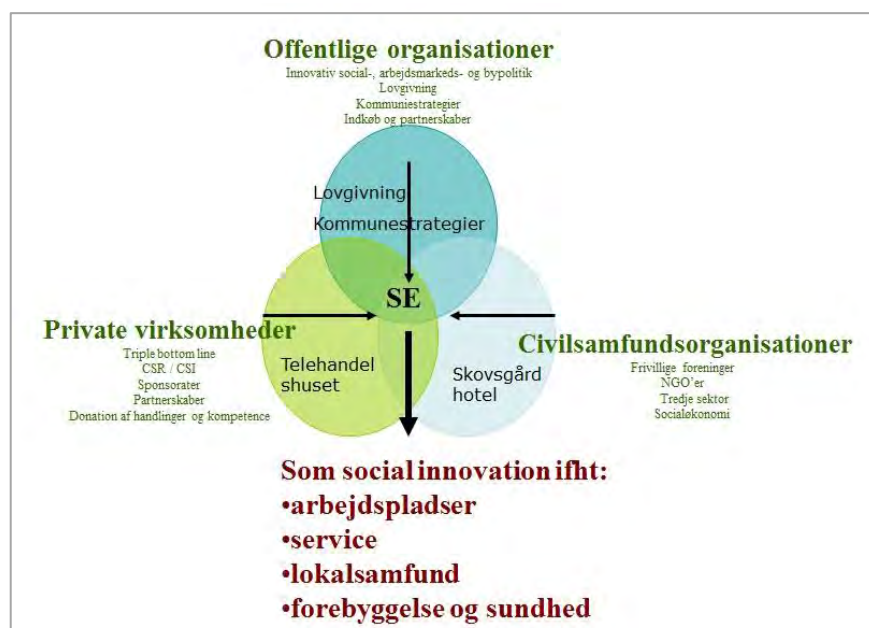 Offentlige organisationer
Innovativ social-, arbejdsmarkeds- og bypolitik
Lovgivning
Kommuniestrategier
Indkøb og partnerskaber
Lovgivning
Kommunestrategier
SE
Private virksomheder
Triple bottom line
CSR / CSI
Sponsorater
Partnerskaber
Donation af handlinger og kompetence
Telehandel
shuset
Skovsgård
hotel
Civilsamfundsorganisationer
Frivillige foreninger
NGO'er
Tredje sektor
Socialøkonomi
Som social innovation ifht:
•arbejdspladser
•service
•lokalsamfund
•forebyggelse og sundhed